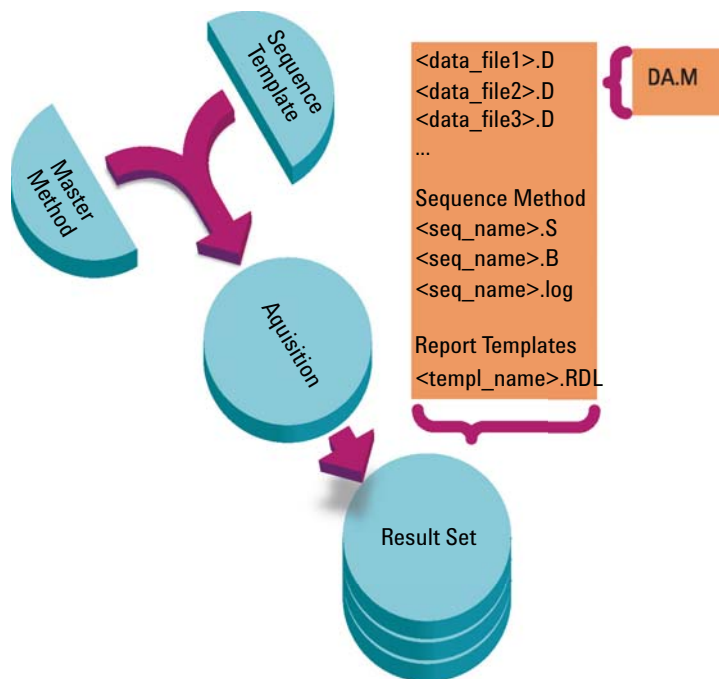 Sequence
Template
Master
Method
Aquisition
Result Set
<data_file1>.D
<data_file2>.D
<data_file3>.D
...
Sequence Method
<seq_name>.S
<seq_name>.B
<seq_name>.log
Report Templates
<templ_name>.RDL
DA.M